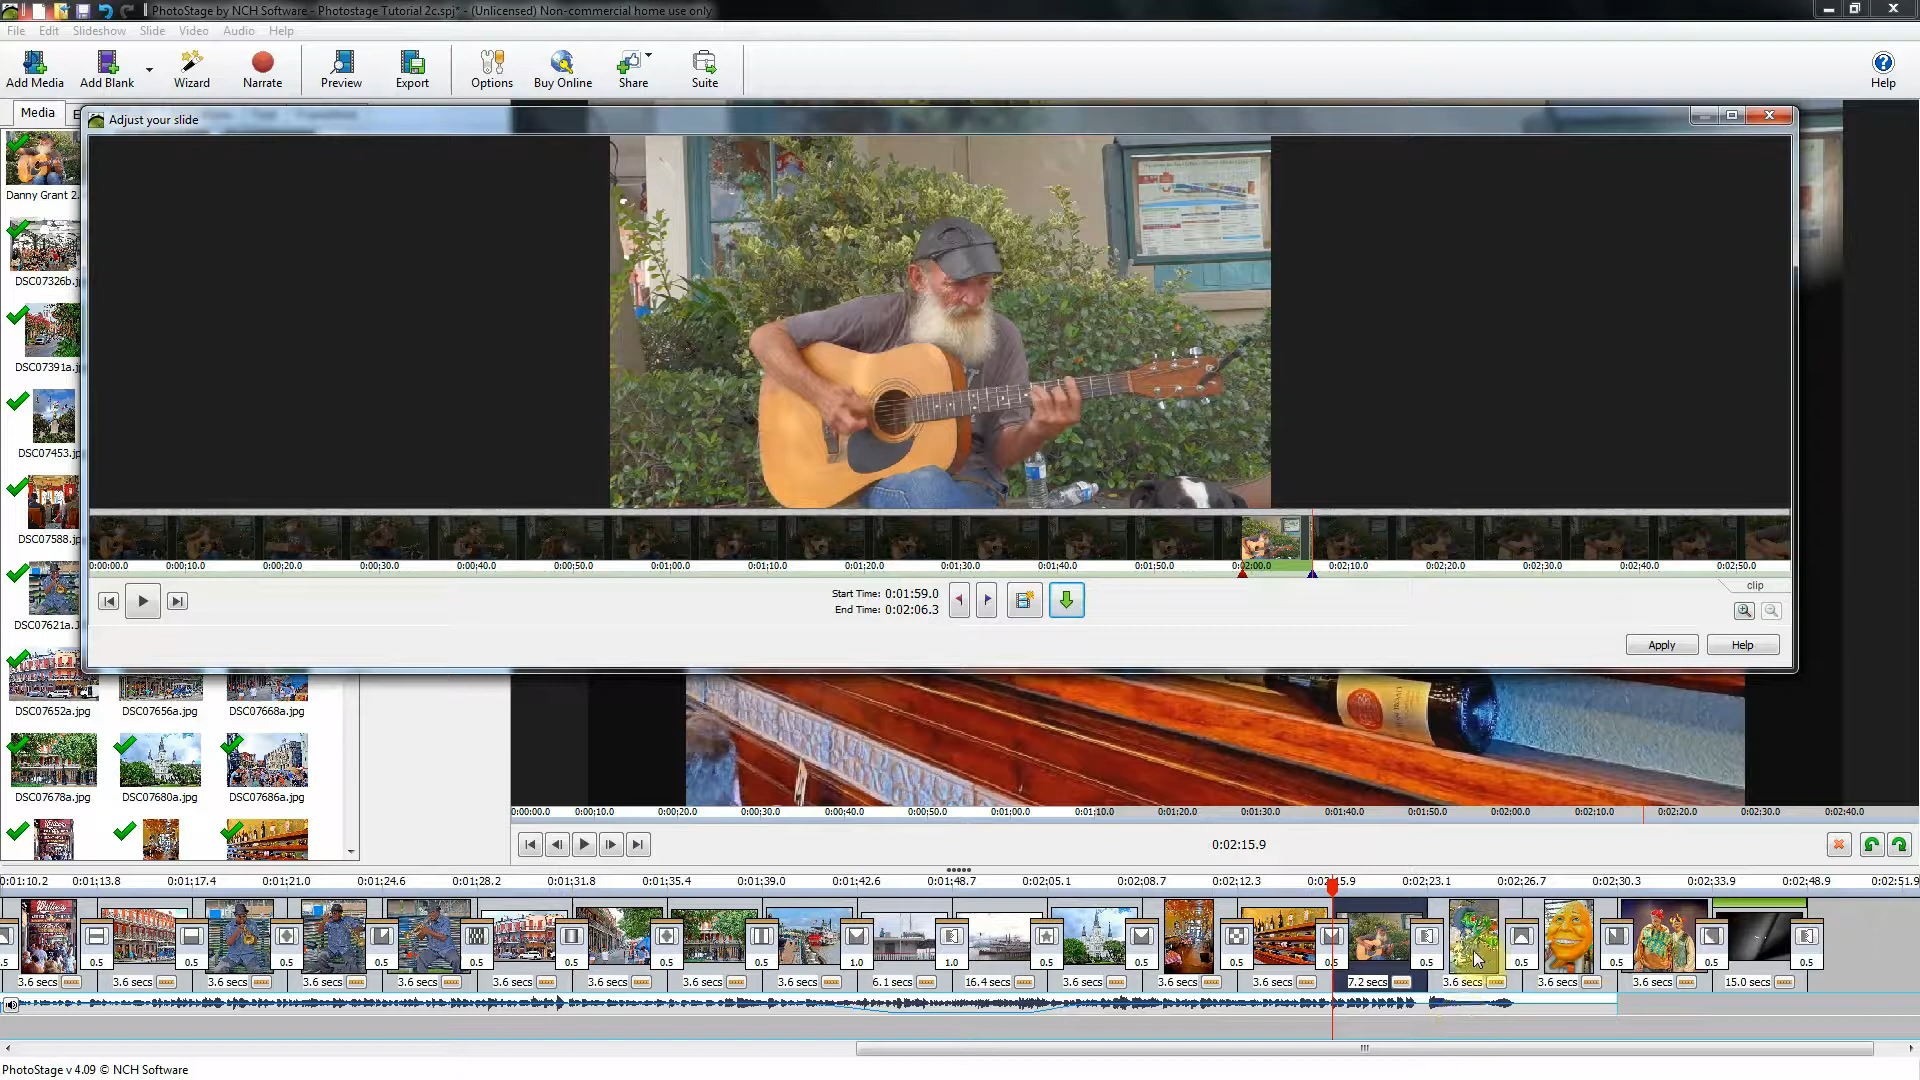 PhotoStage by NCH Software - Photostage Tutorial 2c.spj* - (Unlicensed) Non-commercial home use only
File Edit Slideshow Slide Video Audio Help
Add Media Add Blank Wizard Narrate Preview Export Options Buy Online Share Suite Help
Media
Adjust your slide
Danny Grant 2.
DSC07326b.j
DSC07391a.j
DSC07453.jp
DSC07588.jp
DSC07621a.j
0:00:00.0 0:00:10.0 0:00:20.0 0:00:30.0 0:00:40.0 0:00:50.0 0:01:00.0 0:01:10.0 0:01:20.0 0:01:30.0 0:01:40.0 0:01:50.0 0:02:00.0 0:02:10.0 0:02:20.0 0:02:30.0 0:02:40.0 0:02:50.0
clip
Start Time: 0:01:59.0
End Time: 0:02:06.3
Apply Help
DSC07652a.jpg DSC07656a.jpg DSC07668a.jpg
DSC07678a.jpg DSC07680a.jpg DSC07686a.jpg
0:00:00.0 0:00:10.0 0:00:20.0 0:00:30.0 0:00:40.0 0:00:50.0 0:01:00.0 0:01:10.0 0:01:20.0 0:01:30.0 0:01:40.0 0:01:50.0 0:02:00.0 0:02:10.0 0:02:20.0 0:02:30.0 0:02:40.0
0:02:15.9
0:01:10.2 0:01:13.8 0:01:17.4 0:01:21.0 0:01:24.6 0:01:28.2 0:01:31.8 0:01:35.4 0:01:39.0 0:01:42.6 0:01:48.7 0:02:05.1 0:02:08.7 0:02:12.3 0:02:15.9 0:02:23.1 0:02:26.7 0:02:30.3 0:02:33.9 0:02:48.9 0:02:51.9
0.5 0.5 0.5 0.5 0.5 0.5 0.5 0.5 0.5 1.0 1.0 0.5 0.5 0.5 0.5 0.5 0.5 0.5 0.5 0.5
3.6 secs 3.6 secs 3.6 secs 3.6 secs 3.6 secs 3.6 secs 3.6 secs 3.6 secs 3.6 secs 6.1 secs 16.4 secs 3.6 secs 3.6 secs 3.6 secs 7.2 secs 3.6 secs 3.6 secs 3.6 secs 15.0 secs
PhotoStage v 4.09 © NCH Software